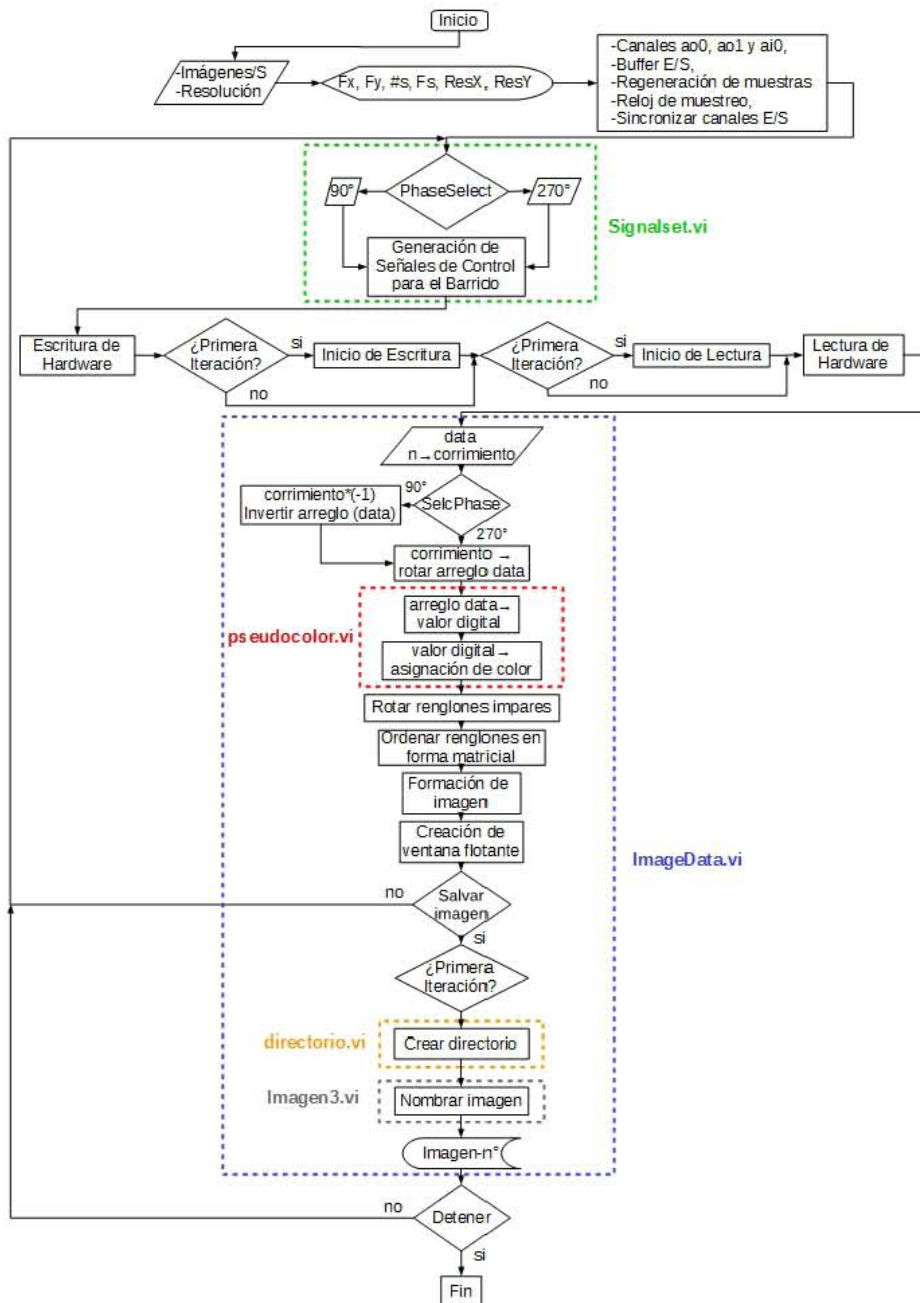 Inicio
-Imágenes/S
-Resolución
Fx, Fy, #s, Fs, ResX, ResY
-Canales ao0, ao1 y ai0,
-Buffer E/S,
-Regeneración de muestras
-Reloj de muestreo,
-Sincronizar canales E/S
PhaseSelect
90°
270°
Signalset.vi
Generación de
Señales de Control
para el Barrido
Escritura de
Hardware
¿Primera
Iteración?
si
no
Inicio de Escritura
¿Primera
Iteración?
si
no
Inicio de Lectura
Lectura de
Hardware
data
n→corrimiento
SelcPhase
90°
corrimiento*(-1)
Invertir arreglo (data)
270°
corrimiento →
rotar arreglo data
pseudocolor.vi
arreglo data→
valor digital
valor digital→
asignación de color
Rotar renglones impares
Ordenar renglones en
forma matricial
Formación de
imagen
Creación de
ventana flotante
ImageData.vi
Salvar
imagen
no
si
¿Primera
Iteración?
directorio.vi
Crear directorio
Imagen3.vi
Nombrar imagen
Imagen-n°
Detener
no
si
Fin